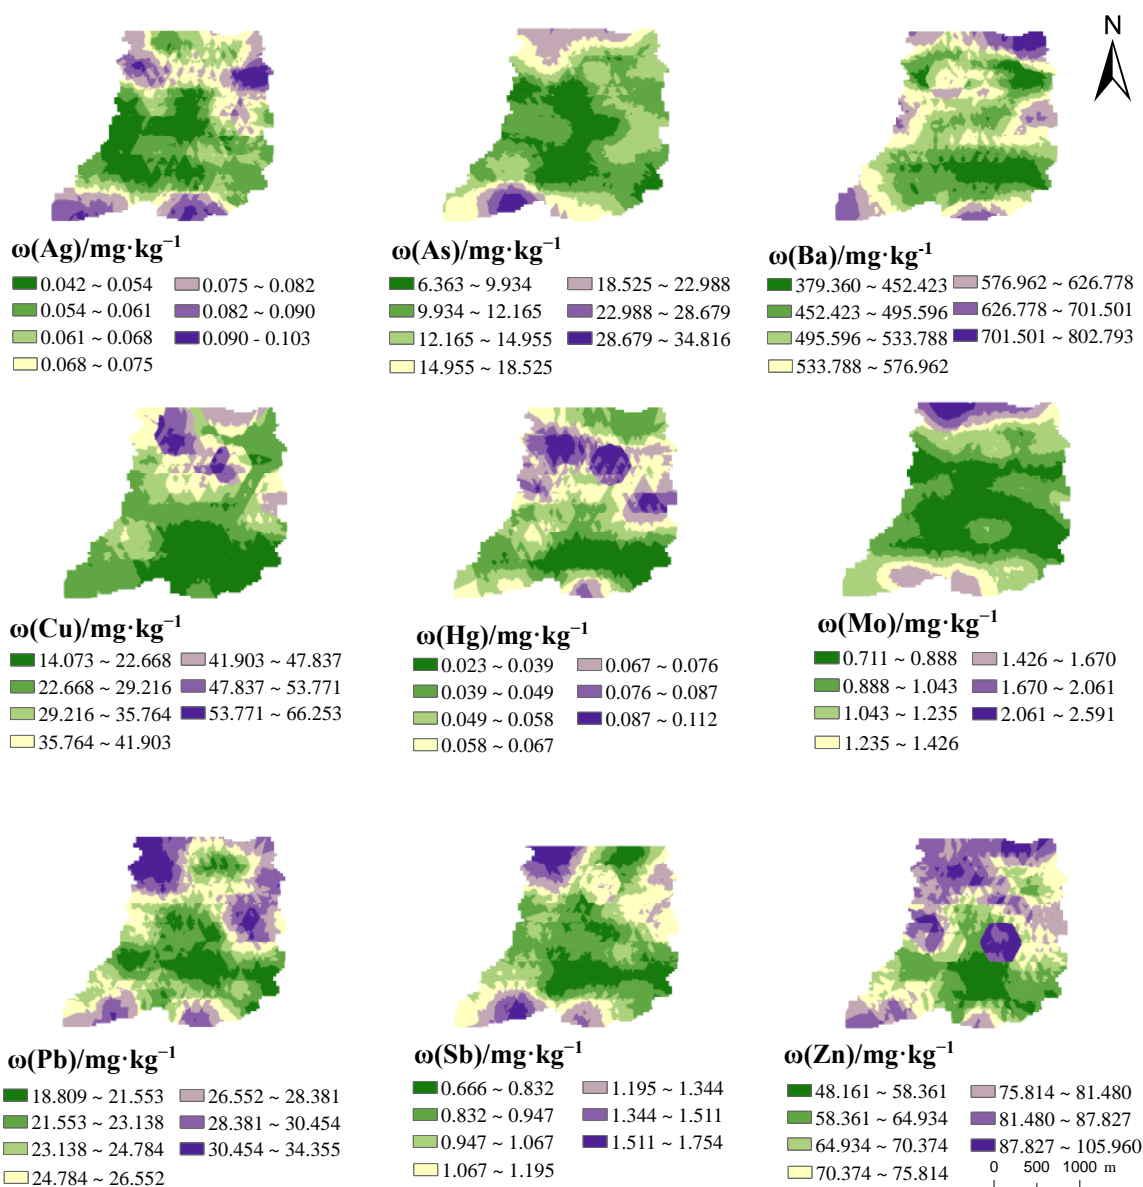 N
ω(Ag)/mg·kg⁻¹
0.042 ~ 0.054 0.075 ~ 0.082
0.054 ~ 0.061 0.082 ~ 0.090
0.061 ~ 0.068 0.090 - 0.103
0.068 ~ 0.075
ω(As)/mg·kg⁻¹
6.363 ~ 9.934 18.525 ~ 22.988
9.934 ~ 12.165 22.988 ~ 28.679
12.165 ~ 14.955 28.679 ~ 34.816
14.955 ~ 18.525
ω(Ba)/mg·kg⁻¹
379.360 ~ 452.423 576.962 ~ 626.778
452.423 ~ 495.596 626.778 ~ 701.501
495.596 ~ 533.788 701.501 ~ 802.793
533.788 ~ 576.962
ω(Cu)/mg·kg⁻¹
14.073 ~ 22.668 41.903 ~ 47.837
22.668 ~ 29.216 47.837 ~ 53.771
29.216 ~ 35.764 53.771 ~ 66.253
35.764 ~ 41.903
ω(Hg)/mg·kg⁻¹
0.023 ~ 0.039 0.067 ~ 0.076
0.039 ~ 0.049 0.076 ~ 0.087
0.049 ~ 0.058 0.087 ~ 0.112
0.058 ~ 0.067
ω(Mo)/mg·kg⁻¹
0.711 ~ 0.888 1.426 ~ 1.670
0.888 ~ 1.043 1.670 ~ 2.061
1.043 ~ 1.235 2.061 ~ 2.591
1.235 ~ 1.426
ω(Pb)/mg·kg⁻¹
18.809 ~ 21.553 26.552 ~ 28.381
21.553 ~ 23.138 28.381 ~ 30.454
23.138 ~ 24.784 30.454 ~ 34.355
24.784 ~ 26.552
ω(Sb)/mg·kg⁻¹
0.666 ~ 0.832 1.195 ~ 1.344
0.832 ~ 0.947 1.344 ~ 1.511
0.947 ~ 1.067 1.511 ~ 1.754
1.067 ~ 1.195
ω(Zn)/mg·kg⁻¹
48.161 ~ 58.361 75.814 ~ 81.480
58.361 ~ 64.934 81.480 ~ 87.827
64.934 ~ 70.374 87.827 ~ 105.960
70.374 ~ 75.814
0 500 1000 m